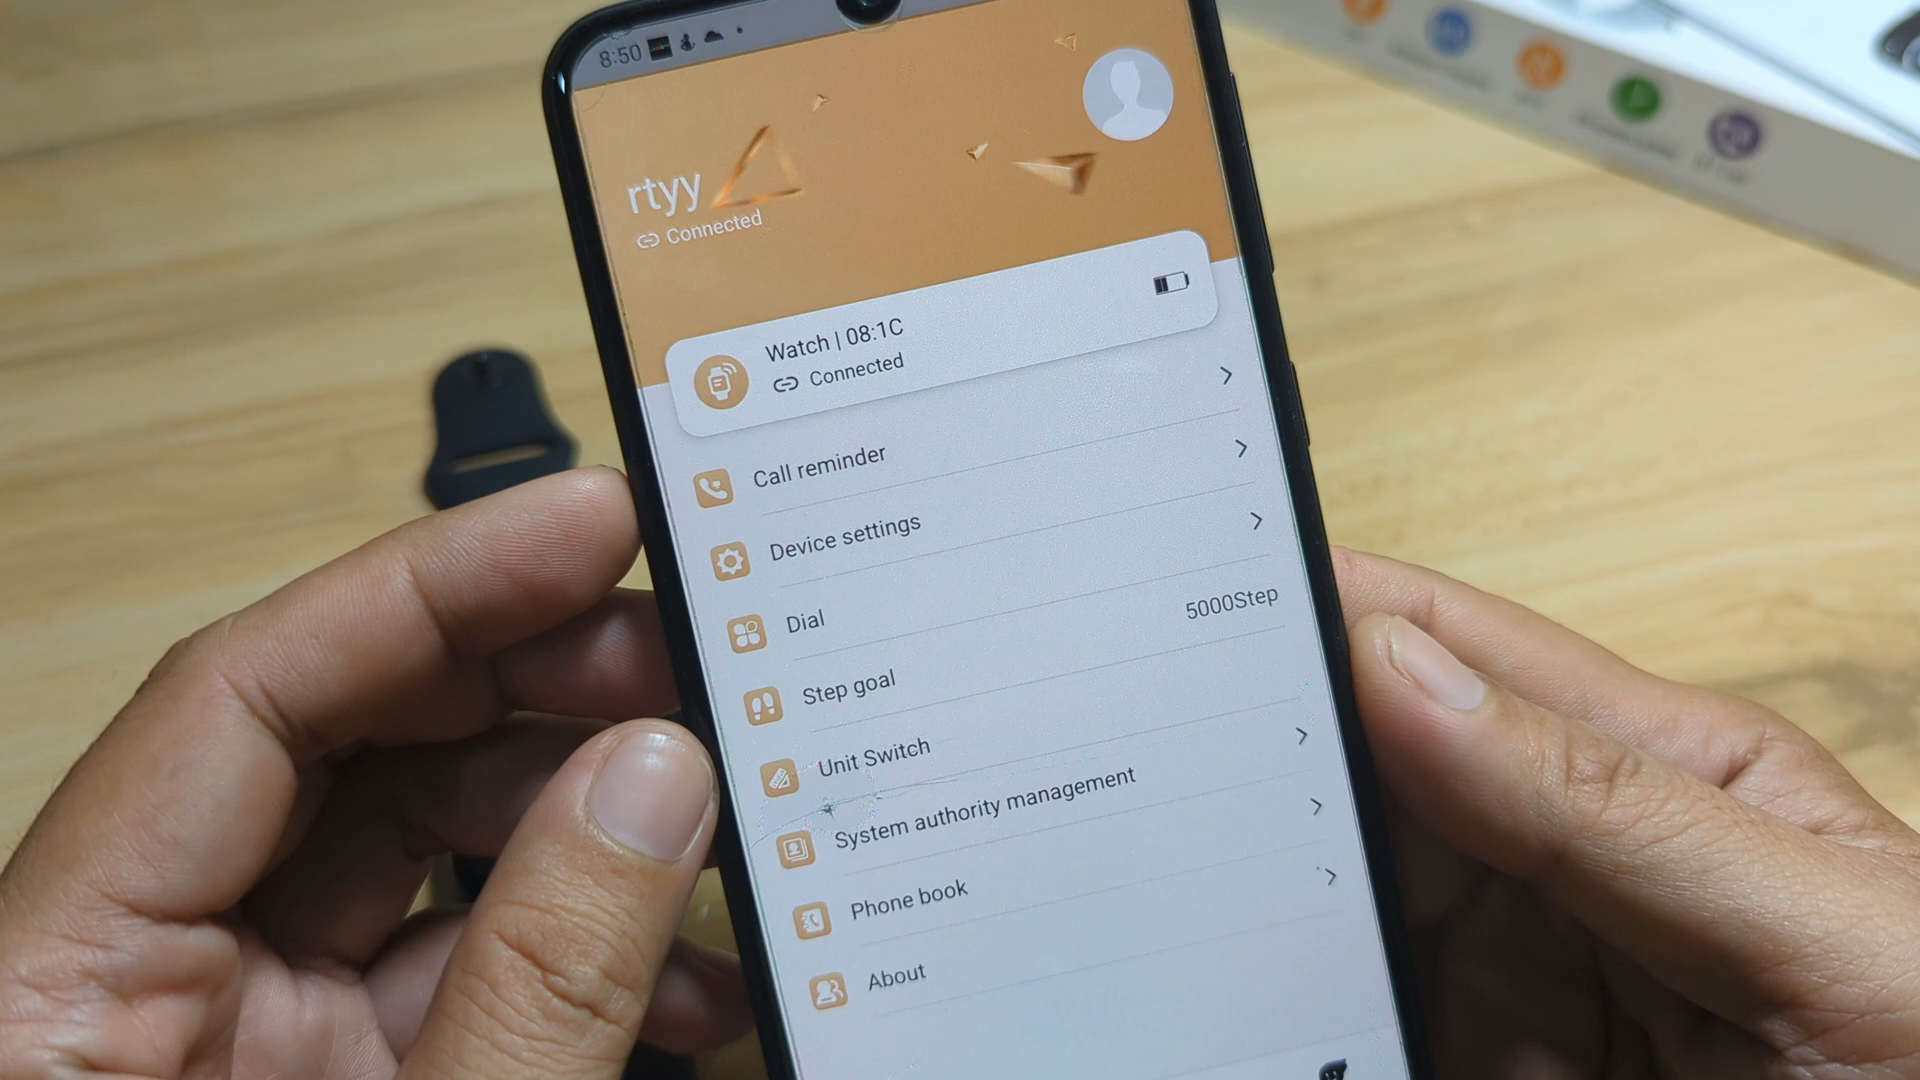 8:50
rtyy
Connected
Watch | 08:1C
Connected
Call reminder
Device settings
Dial
Step goal 5000Step
Unit Switch
System authority management
Phone book
About